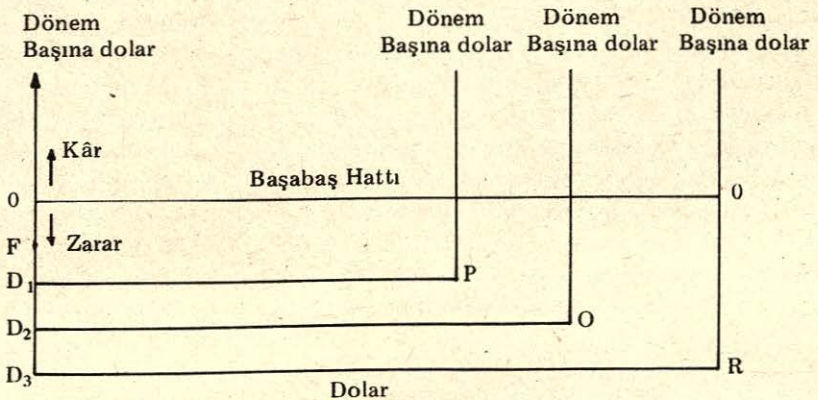 Dönem
Başına dolar
Dönem
Başına dolar
Dönem
Başına dolar
Dönem
Başına dolar
Kâr
Başabaş Hattı
0
0
F
Zarar
D1
P
D2
O
D3
R
Dolar